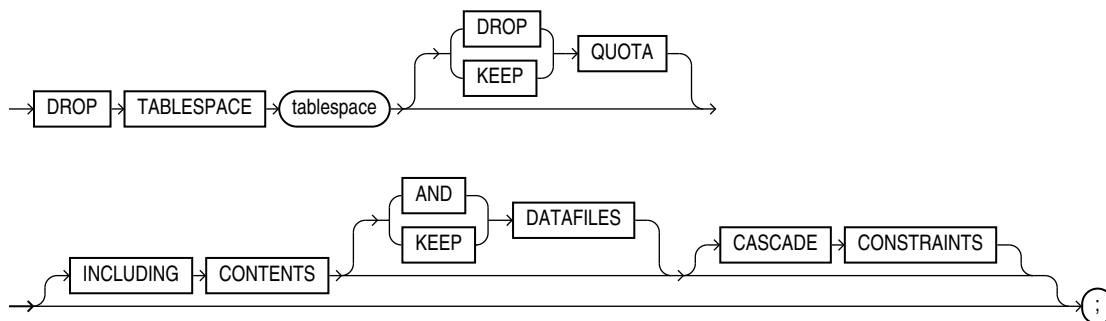 DROP
KEEP
QUOTA
DROP TABLESPACE tablespace
AND
KEEP
DATAFILES
CASCADE CONSTRAINTS
INCLUDING CONTENTS
;